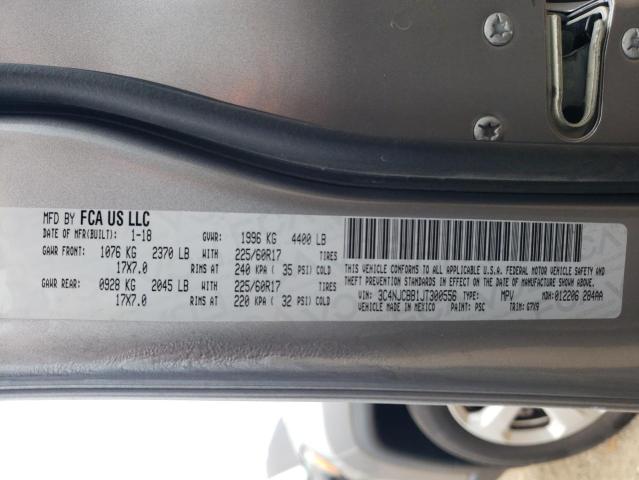 MFD BY FCA US LLC
DATE OF MFR(BUILT): 1-18 GVWR: 1996 KG 4400 LB
GAWR FRONT: 1076 KG 2370 LB WITH 225/60R17 TIRES
17X7.0 RIMS AT 240 KPA ( 35 PSI) COLD
GAWR REAR: 0928 KG 2045 LB WITH 225/60R17 TIRES
17X7.0 RIMS AT 220 KPA ( 32 PSI) COLD
THIS VEHICLE CONFORMS TO ALL APPLICABLE U.S.A. FEDERAL MOTOR VEHICLE SAFETY, BUMPER, AND
THEFT PREVENTION STANDARDS IN EFFECT ON THE DATE OF MANUFACTURE SHOWN ABOVE.
VIN: 3C4NJCBB1JT300556 TYPE: MPV MDH:012206 284AA
VEHICLE MADE IN MEXICO PAINT: PSC TRIM: G7X9